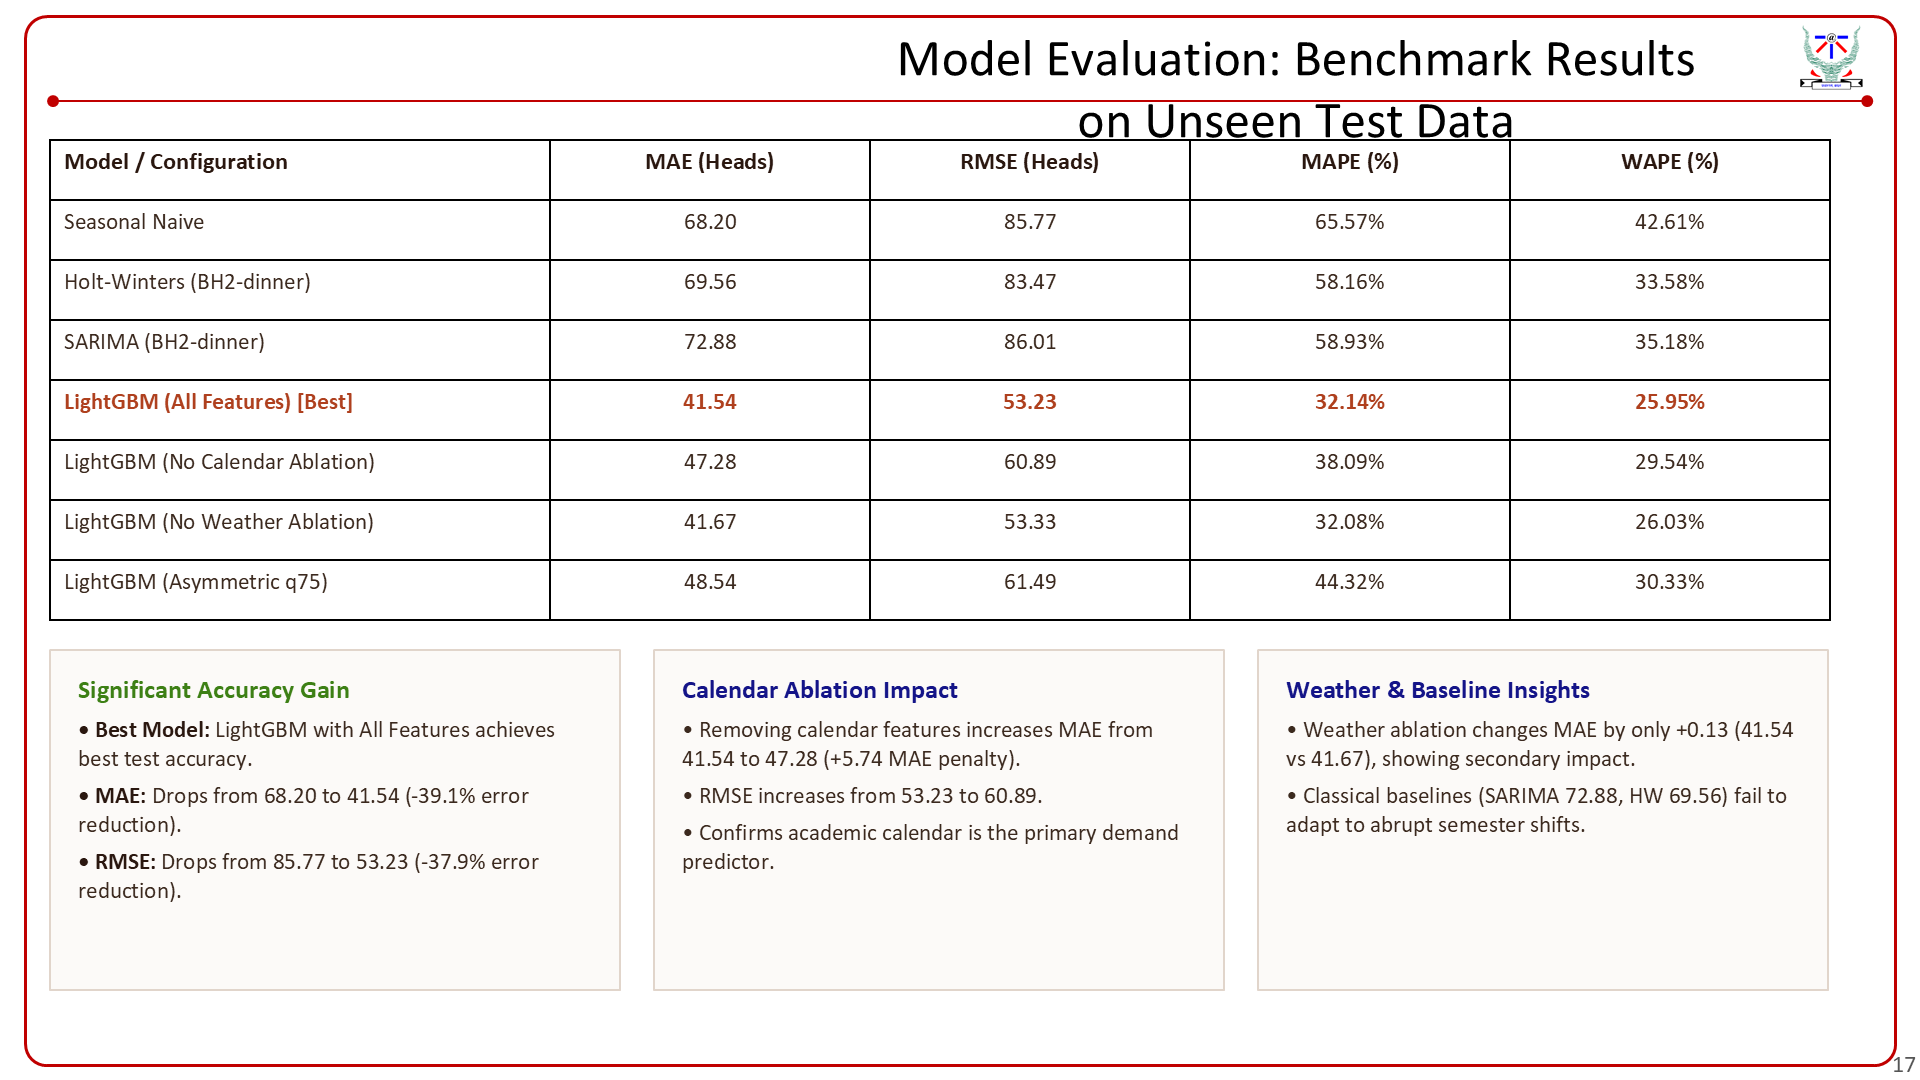 Model Evaluation: Benchmark Results
on Unseen Test Data
@
Model / Configuration MAE (Heads) RMSE (Heads) MAPE (%) WAPE (%)
Seasonal Naive 68.20 85.77 65.57% 42.61%
Holt-Winters (BH2-dinner) 69.56 83.47 58.16% 33.58%
SARIMA (BH2-dinner) 72.88 86.01 58.93% 35.18%
LightGBM (All Features) [Best] 41.54 53.23 32.14% 25.95%
LightGBM (No Calendar Ablation) 47.28 60.89 38.09% 29.54%
LightGBM (No Weather Ablation) 41.67 53.33 32.08% 26.03%
LightGBM (Asymmetric q75) 48.54 61.49 44.32% 30.33%
Significant Accuracy Gain
• Best Model: LightGBM with All Features achieves
best test accuracy.
• MAE: Drops from 68.20 to 41.54 (-39.1% error
reduction).
• RMSE: Drops from 85.77 to 53.23 (-37.9% error
reduction).
Calendar Ablation Impact
• Removing calendar features increases MAE from
41.54 to 47.28 (+5.74 MAE penalty).
• RMSE increases from 53.23 to 60.89.
• Confirms academic calendar is the primary demand
predictor.
Weather & Baseline Insights
• Weather ablation changes MAE by only +0.13 (41.54
vs 41.67), showing secondary impact.
• Classical baselines (SARIMA 72.88, HW 69.56) fail to
adapt to abrupt semester shifts.
17